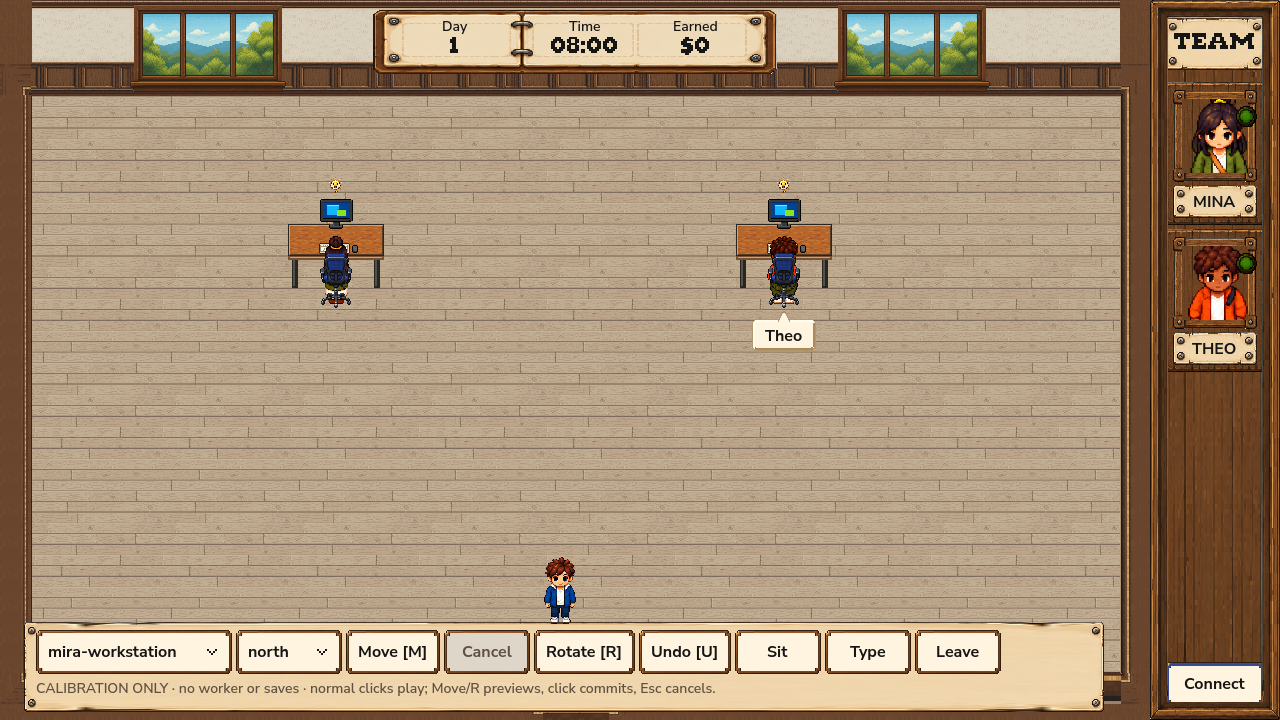 Day
1
Time
08:00
Earned
$0
TEAM
MINA
THEO
Theo
mira-workstation
north
Move [M]
Cancel
Rotate [R]
Undo [U]
Sit
Type
Leave
CALIBRATION ONLY · no worker or saves · normal clicks play; Move/R previews, click commits, Esc cancels.
Connect